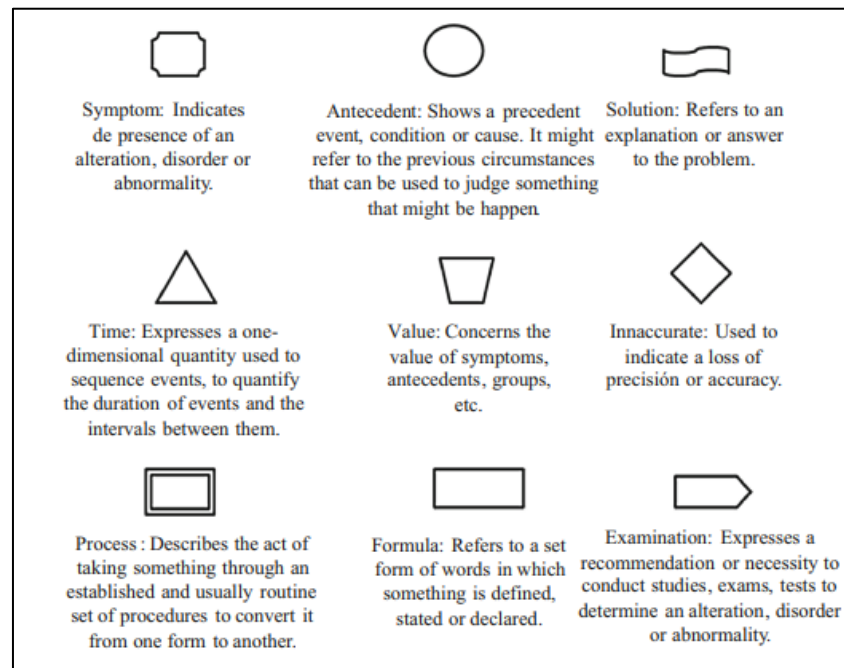 Symptom: Indicates
de presence of an
alteration, disorder or
abnormality.
Antecedent: Shows a precedent
event, condition or cause. It might
refer to the previous circumstances
that can be used to judge something
that might be happen.
Solution: Refers to an
explanation or answer
to the problem.
Time: Expresses a one-
dimensional quantity used to
sequence events, to quantify
the duration of events and the
intervals between them.
Value: Concerns the
value of symptoms,
antecedents, groups,
etc.
Innaccurate: Used to
indicate a loss of
precisión or accuracy.
Process : Describes the act of
taking something through an
established and usually routine
set of procedures to convert it
from one form to another.
Formula: Refers to a set
form of words in which
something is defined,
stated or declared.
Examination: Expresses a
recommendation or necessity to
conduct studies, exams, tests to
determine an alteration, disorder
or abnormality.